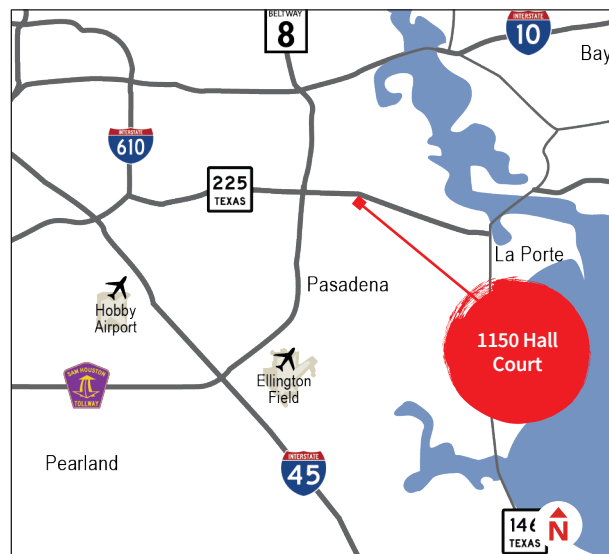 BELTWAY
8
INTERSTATE
10
Bay
INTERSTATE
610
225
TEXAS
La Porte
Pasadena
Hobby
Airport
1150 Hall
Court
SAM HOUSTON
TOLLWAY
Ellington
Field
Pearland
INTERSTATE
45
146
TEXAS
N